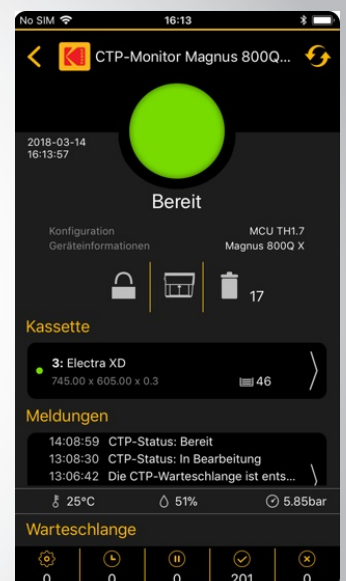 No SIM 16:13
Kodak
CTP-Monitor Magnus 800Q...
2018-03-14
16:13:57
Bereit
Konfiguration MCU TH1.7
Geräteinformationen Magnus 800Q X
17
Kassette
3: Electra XD
745.00 x 605.00 x 0.3 46
Meldungen
14:08:59 CTP-Status: Bereit
13:08:30 CTP-Status: In Bearbeitung
13:06:42 Die CTP-Warteschlange ist ents...
25°C 51% 5.85bar
Warteschlange
0 0 0 201 0